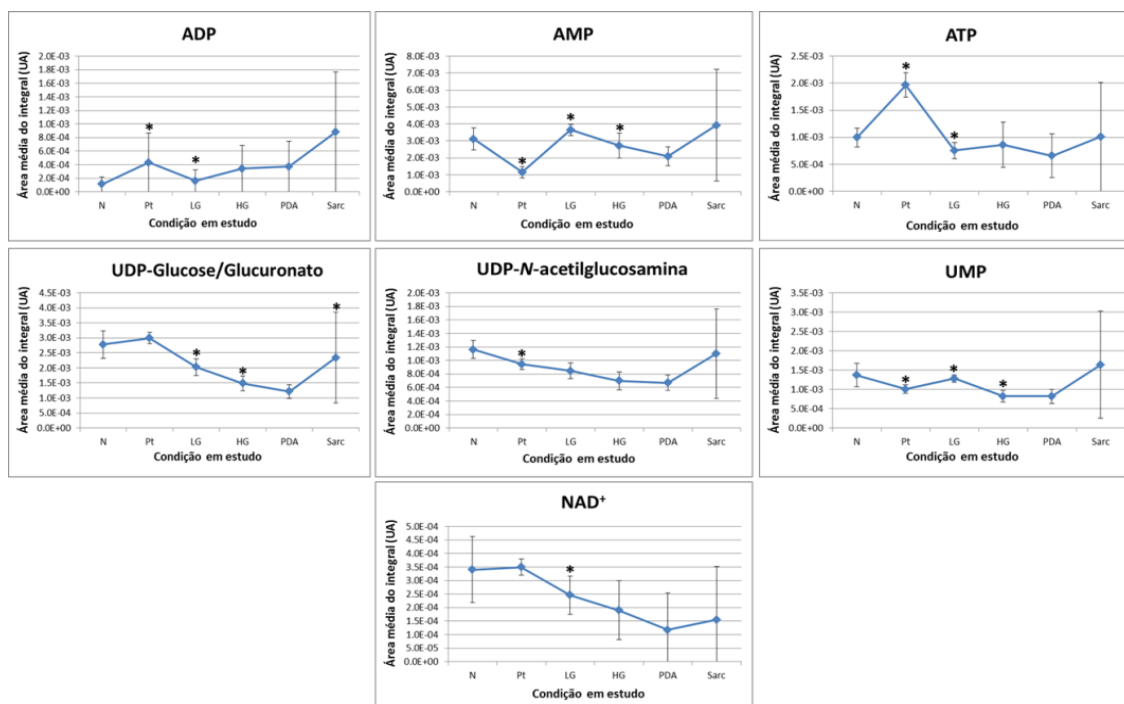 ADP
Área média do integral (UA)
2.0E-03
1.8E-03
1.6E-03
1.4E-03
1.2E-03
1.0E-03
8.0E-04
6.0E-04
4.0E-04
2.0E-04
0.0E+00
* *
N Pt LG HG PDA Sarc
Condição em estudo
AMP
Área média do integral (UA)
8.0E-03
7.0E-03
6.0E-03
5.0E-03
4.0E-03
3.0E-03
2.0E-03
1.0E-03
0.0E+00
* * *
N Pt LG HG PDA Sarc
Condição em estudo
ATP
Área média do integral (UA)
2.5E-03
2.0E-03
1.5E-03
1.0E-03
5.0E-04
0.0E+00
* *
N Pt LG HG PDA Sarc
Condição em estudo
UDP-Glucose/Glucuronato
Área média do integral (UA)
4.5E-03
4.0E-03
3.5E-03
3.0E-03
2.5E-03
2.0E-03
1.5E-03
1.0E-03
5.0E-04
0.0E+00
* * *
N Pt LG HG PDA Sarc
Condição em estudo
UDP-N-acetilglucosamina
Área média do integral (UA)
2.0E-03
1.8E-03
1.6E-03
1.4E-03
1.2E-03
1.0E-03
8.0E-04
6.0E-04
4.0E-04
2.0E-04
0.0E+00
*
N Pt LG HG PDA Sarc
Condição em estudo
UMP
Área média do integral (UA)
3.5E-03
3.0E-03
2.5E-03
2.0E-03
1.5E-03
1.0E-03
5.0E-04
0.0E+00
* * *
N Pt LG HG PDA Sarc
Condição em estudo
NAD⁺
Área média do integral (UA)
5.0E-04
4.5E-04
4.0E-04
3.5E-04
3.0E-04
2.5E-04
2.0E-04
1.5E-04
1.0E-04
5.0E-05
0.0E+00
*
N Pt LG HG PDA Sarc
Condição em estudo